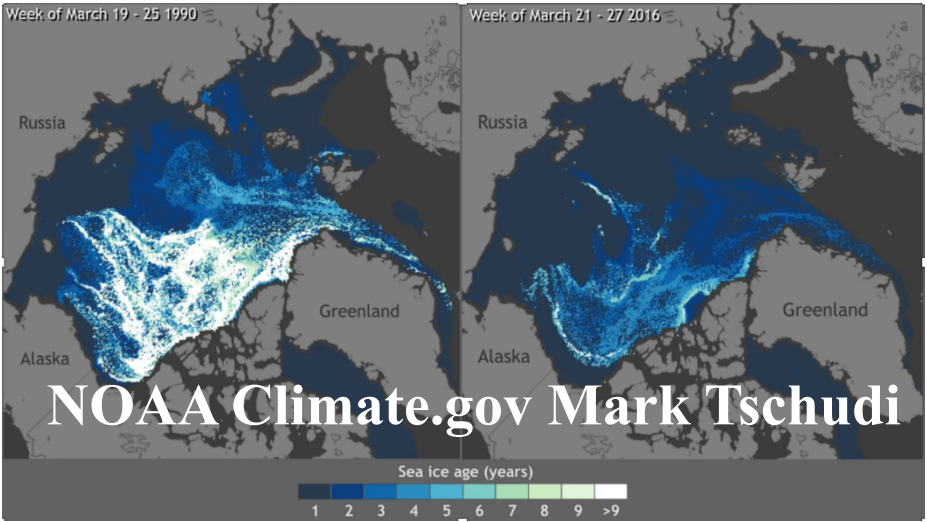 Week of March 19 - 25 1990
Week of March 21 - 27 2016
Russia
Russia
Greenland
Greenland
Alaska
Alaska
NOAA Climate.gov Mark Tschudi
Sea ice age (years)
1 2 3 4 5 6 7 8 9 >9